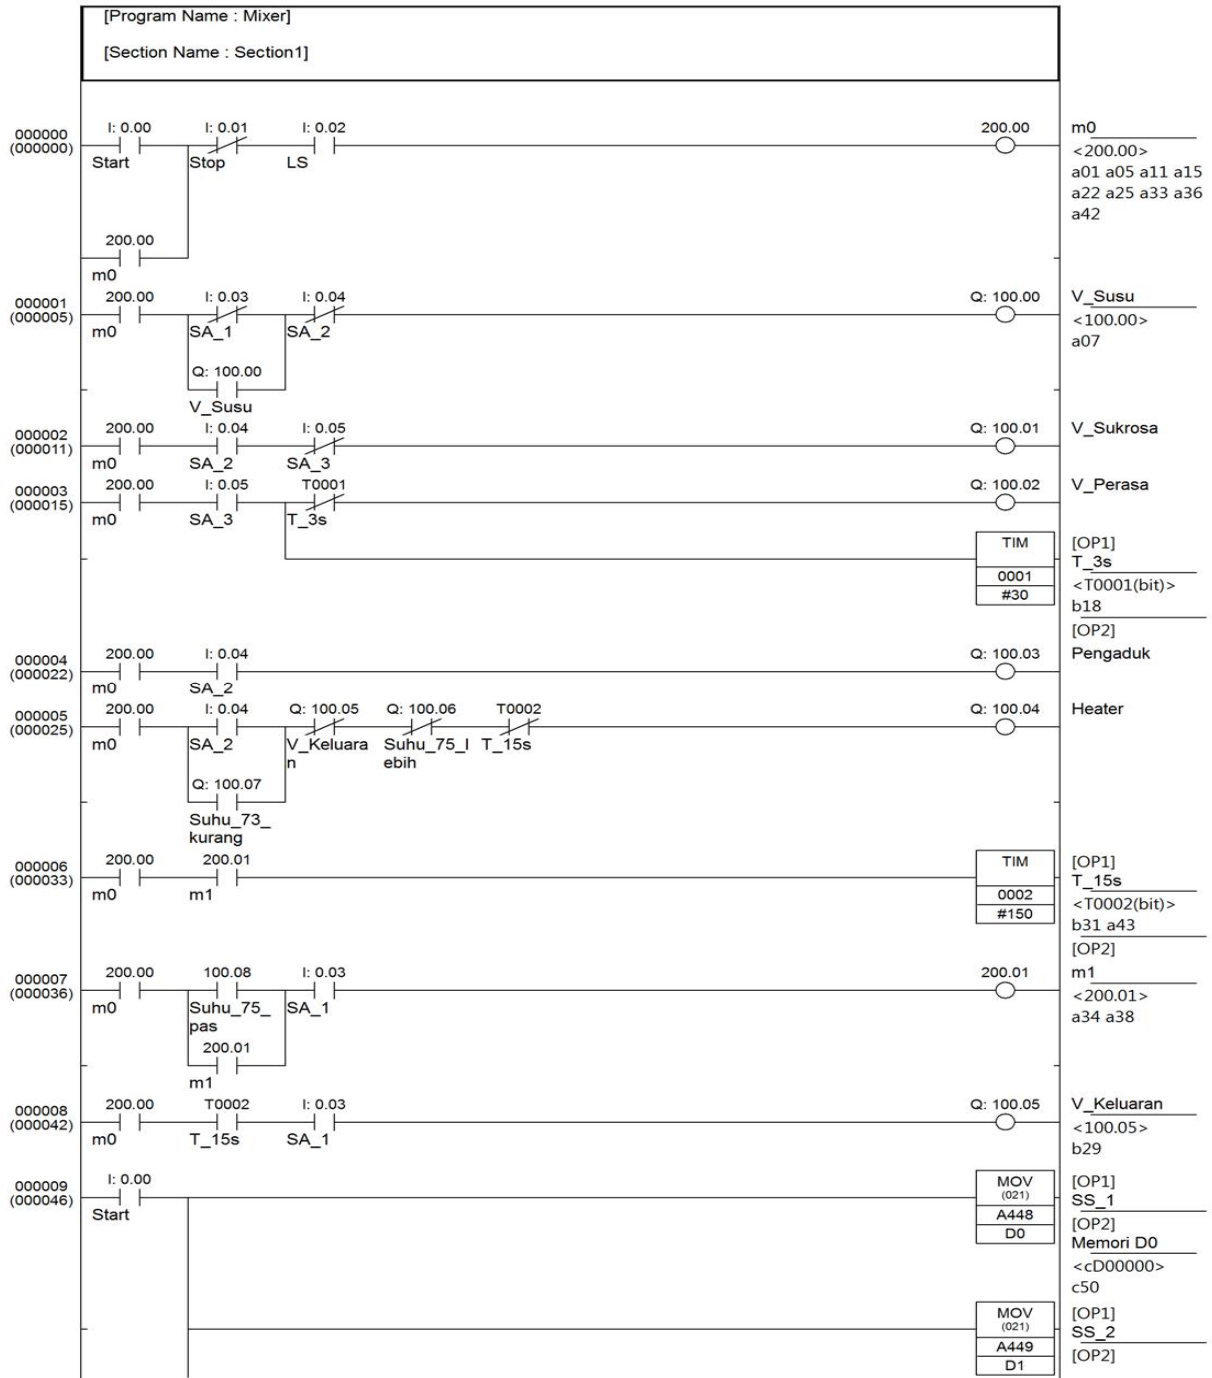 [Program Name : Mixer]
[Section Name : Section1]
000000
(000000)
I: 0.00
Start
I: 0.01
Stop
I: 0.02
LS
200.00
m0
<200.00>
a01 a05 a11 a15
a22 a25 a33 a36
a42
200.00
m0
000001
(000005)
200.00
m0
I: 0.03
SA_1
I: 0.04
SA_2
Q: 100.00
V_Susu
<100.00>
a07
Q: 100.00
V_Susu
000002
(000011)
200.00
m0
I: 0.04
SA_2
I: 0.05
SA_3
Q: 100.01
V_Sukrosa
000003
(000015)
200.00
m0
I: 0.05
SA_3
T0001
T_3s
Q: 100.02
V_Perasa
TIM
0001
#30
[OP1]
T_3s
<T0001(bit)>
b18
[OP2]
000004
(000022)
200.00
m0
I: 0.04
SA_2
Q: 100.03
Pengaduk
000005
(000025)
200.00
m0
I: 0.04
SA_2
Q: 100.05
V_Keluara
n
Q: 100.06
Suhu_75_l
ebih
T0002
T_15s
Q: 100.04
Heater
Q: 100.07
Suhu_73_
kurang
000006
(000033)
200.00
m0
200.01
m1
TIM
0002
#150
[OP1]
T_15s
<T0002(bit)>
b31 a43
[OP2]
000007
(000036)
200.00
m0
100.08
Suhu_75_
pas
I: 0.03
SA_1
200.01
m1
<200.01>
a34 a38
200.01
m1
000008
(000042)
200.00
m0
T0002
T_15s
I: 0.03
SA_1
Q: 100.05
V_Keluaran
<100.05>
b29
000009
(000046)
I: 0.00
Start
MOV
(021)
A448
D0
[OP1]
SS_1
[OP2]
Memori D0
<cD00000>
c50
MOV
(021)
A449
D1
[OP1]
SS_2
[OP2]